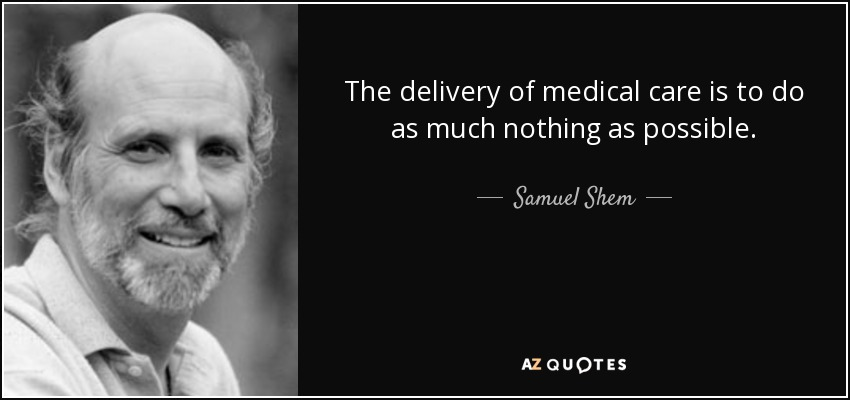 The delivery of medical care is to do
as much nothing as possible.
Samuel Shem
AZ QUOTES